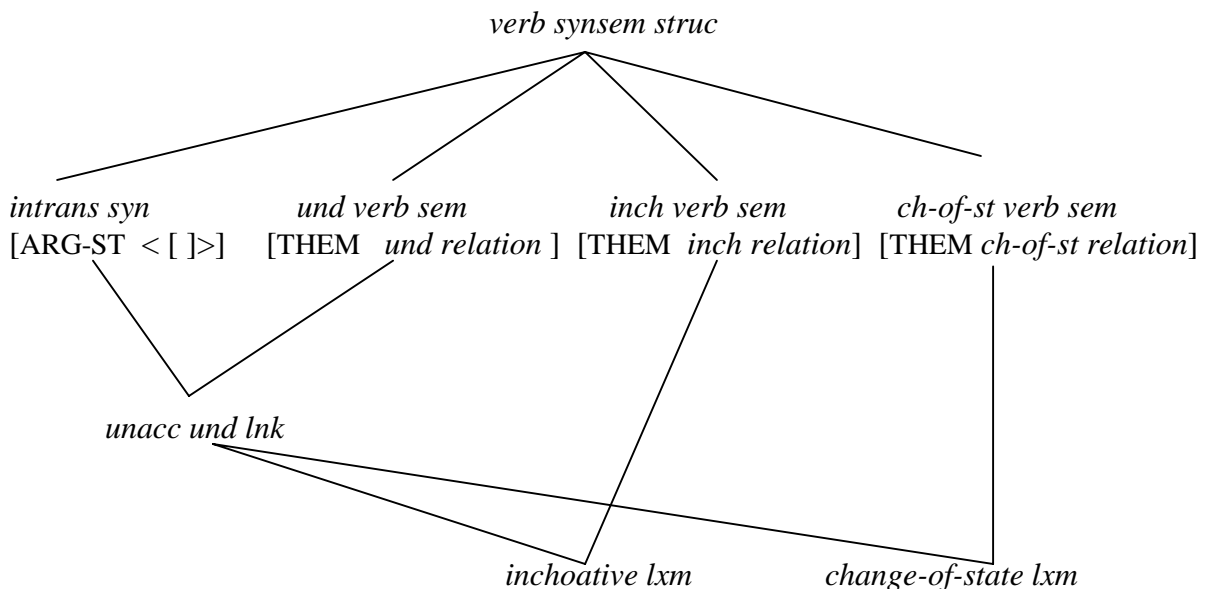 verb synsem struc
intrans syn und verb sem inch verb sem ch-of-st verb sem
[ARG-ST < [ ]>] [THEM und relation ] [THEM inch relation] [THEM ch-of-st relation]
unacc und lnk
inchoative lxm change-of-state lxm